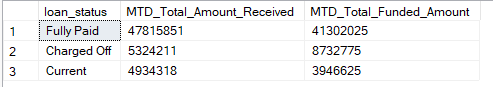 loan_status MTD_Total_Amount_Received MTD_Total_Funded_Amount
1 Fully Paid 47815851 41302025
2 Charged Off 5324211 8732775
3 Current 4934318 3946625